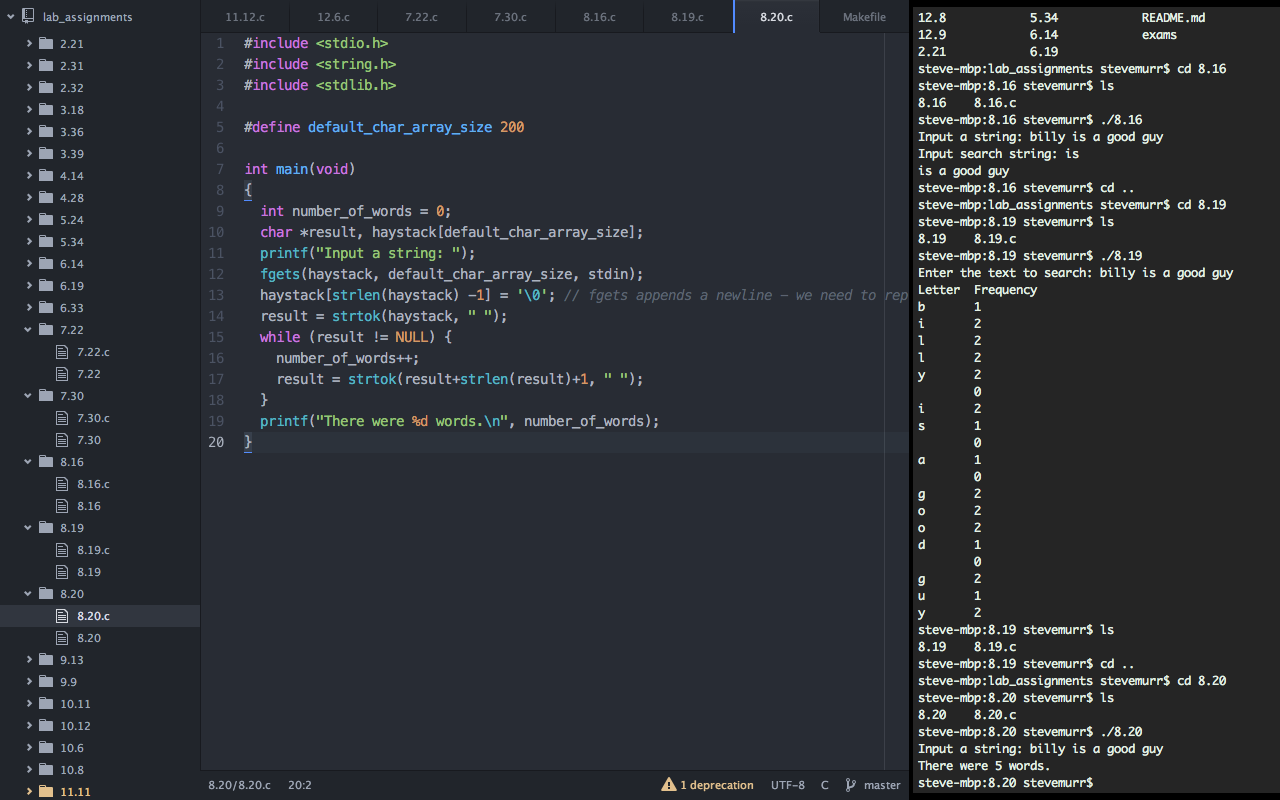 lab_assignments
2.21
2.31
2.32
3.18
3.36
3.39
4.14
4.28
5.24
5.34
6.14
6.19
6.33
7.22
7.22.c
7.22
7.30
7.30.c
7.30
8.16
8.16.c
8.16
8.19
8.19.c
8.19
8.20
8.20.c
8.20
9.13
9.9
10.11
10.12
10.6
10.8
11.11
11.12.c 12.6.c 7.22.c 7.30.c 8.16.c 8.19.c 8.20.c Makefile
1 #include <stdio.h>
2 #include <string.h>
3 #include <stdlib.h>
4
5 #define default_char_array_size 200
6
7 int main(void)
8 {
9 int number_of_words = 0;
10 char *result, haystack[default_char_array_size];
11 printf("Input a string: ");
12 fgets(haystack, default_char_array_size, stdin);
13 haystack[strlen(haystack) -1] = '\0'; // fgets appends a newline – we need to rep
14 result = strtok(haystack, " ");
15 while (result != NULL) {
16 number_of_words++;
17 result = strtok(result+strlen(result)+1, " ");
18 }
19 printf("There were %d words.\n", number_of_words);
20 }
8.20/8.20.c 20:2 1 deprecation UTF-8 C master
12.8 5.34 README.md
12.9 6.14 exams
2.21 6.19
steve-mbp:lab_assignments stevemurr$ cd 8.16
steve-mbp:8.16 stevemurr$ ls
8.16 8.16.c
steve-mbp:8.16 stevemurr$ ./8.16
Input a string: billy is a good guy
Input search string: is
is a good guy
steve-mbp:8.16 stevemurr$ cd ..
steve-mbp:lab_assignments stevemurr$ cd 8.19
steve-mbp:8.19 stevemurr$ ls
8.19 8.19.c
steve-mbp:8.19 stevemurr$ ./8.19
Enter the text to search: billy is a good guy
Letter Frequency
b 1
i 2
l 2
l 2
y 2
0
i 2
s 1
0
a 1
0
g 2
o 2
o 2
d 1
0
g 2
u 1
y 2
steve-mbp:8.19 stevemurr$ ls
8.19 8.19.c
steve-mbp:8.19 stevemurr$ cd ..
steve-mbp:lab_assignments stevemurr$ cd 8.20
steve-mbp:8.20 stevemurr$ ls
8.20 8.20.c
steve-mbp:8.20 stevemurr$ ./8.20
Input a string: billy is a good guy
There were 5 words.
steve-mbp:8.20 stevemurr$